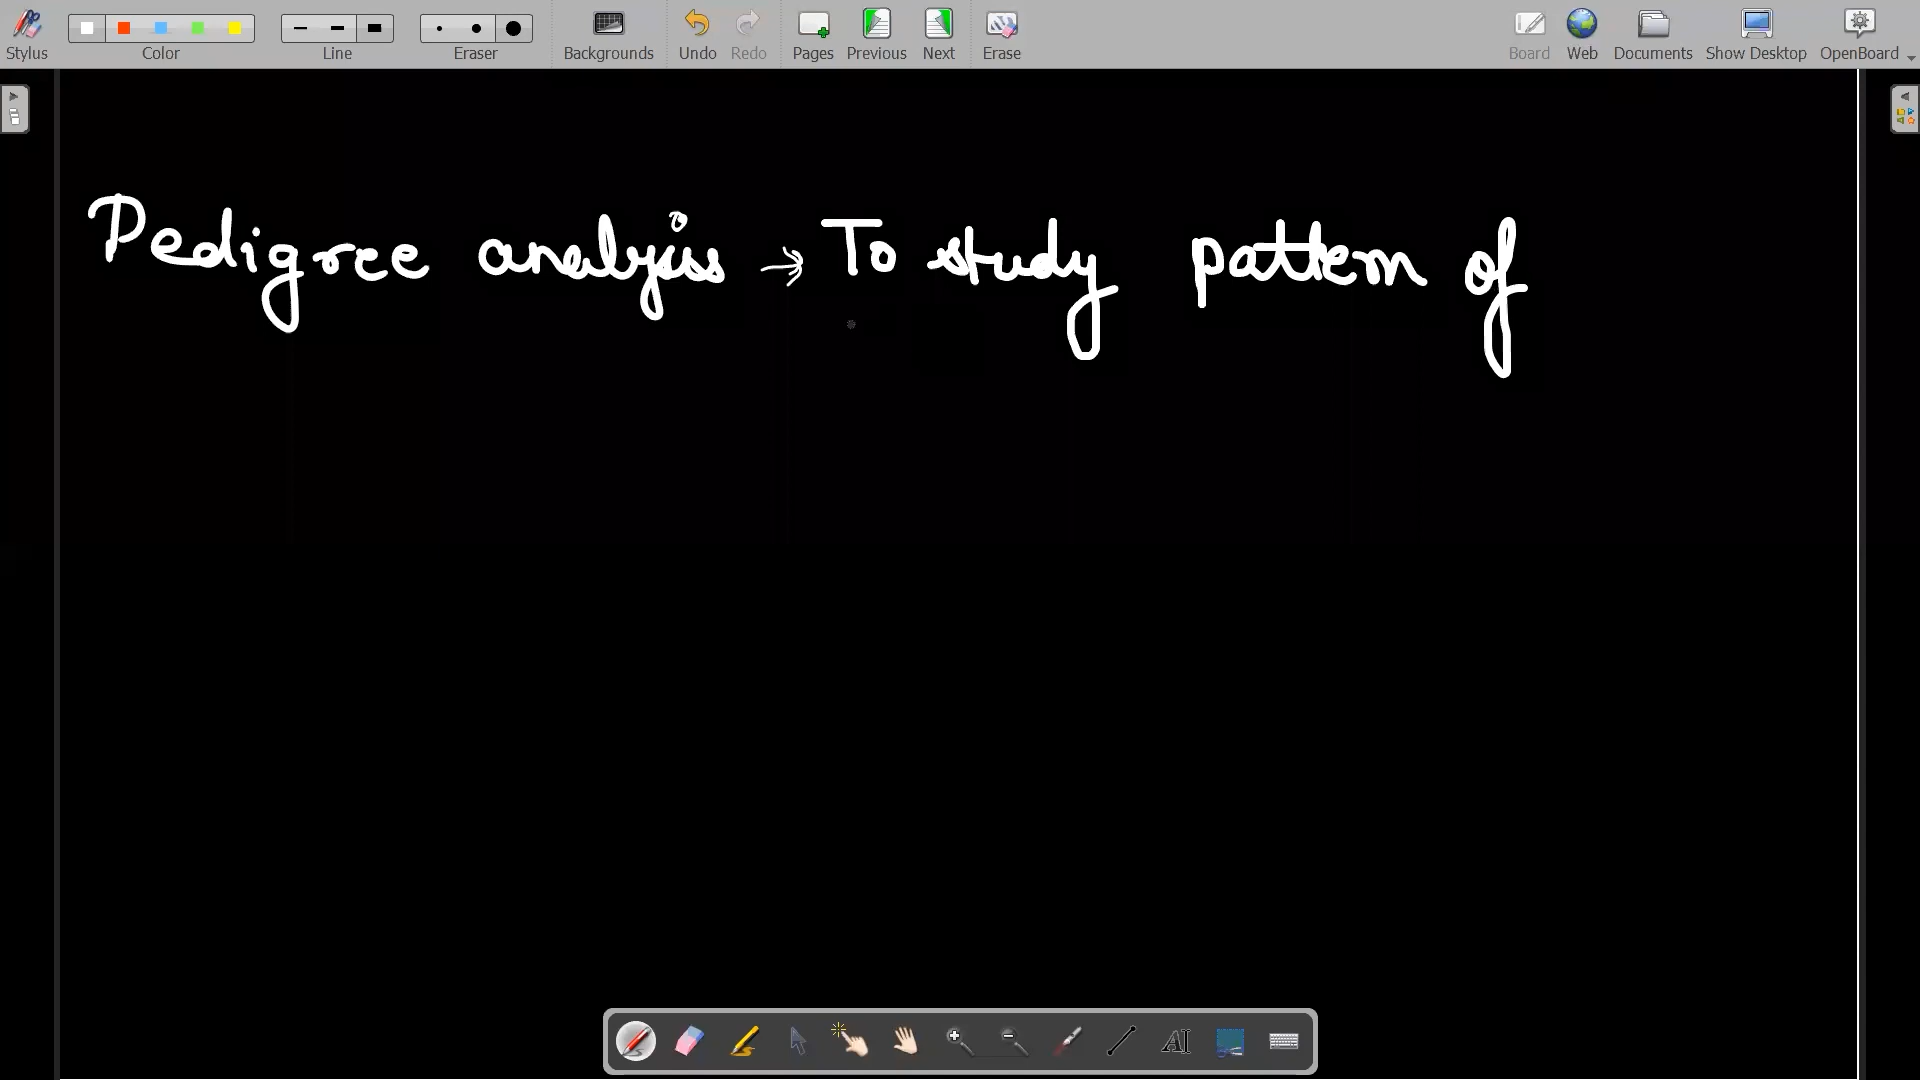 Stylus Color Line Eraser Backgrounds Undo Redo Pages Previous Next Erase Board Web Documents Show Desktop OpenBoard
Pedigree analysis → To study pattern of
AI